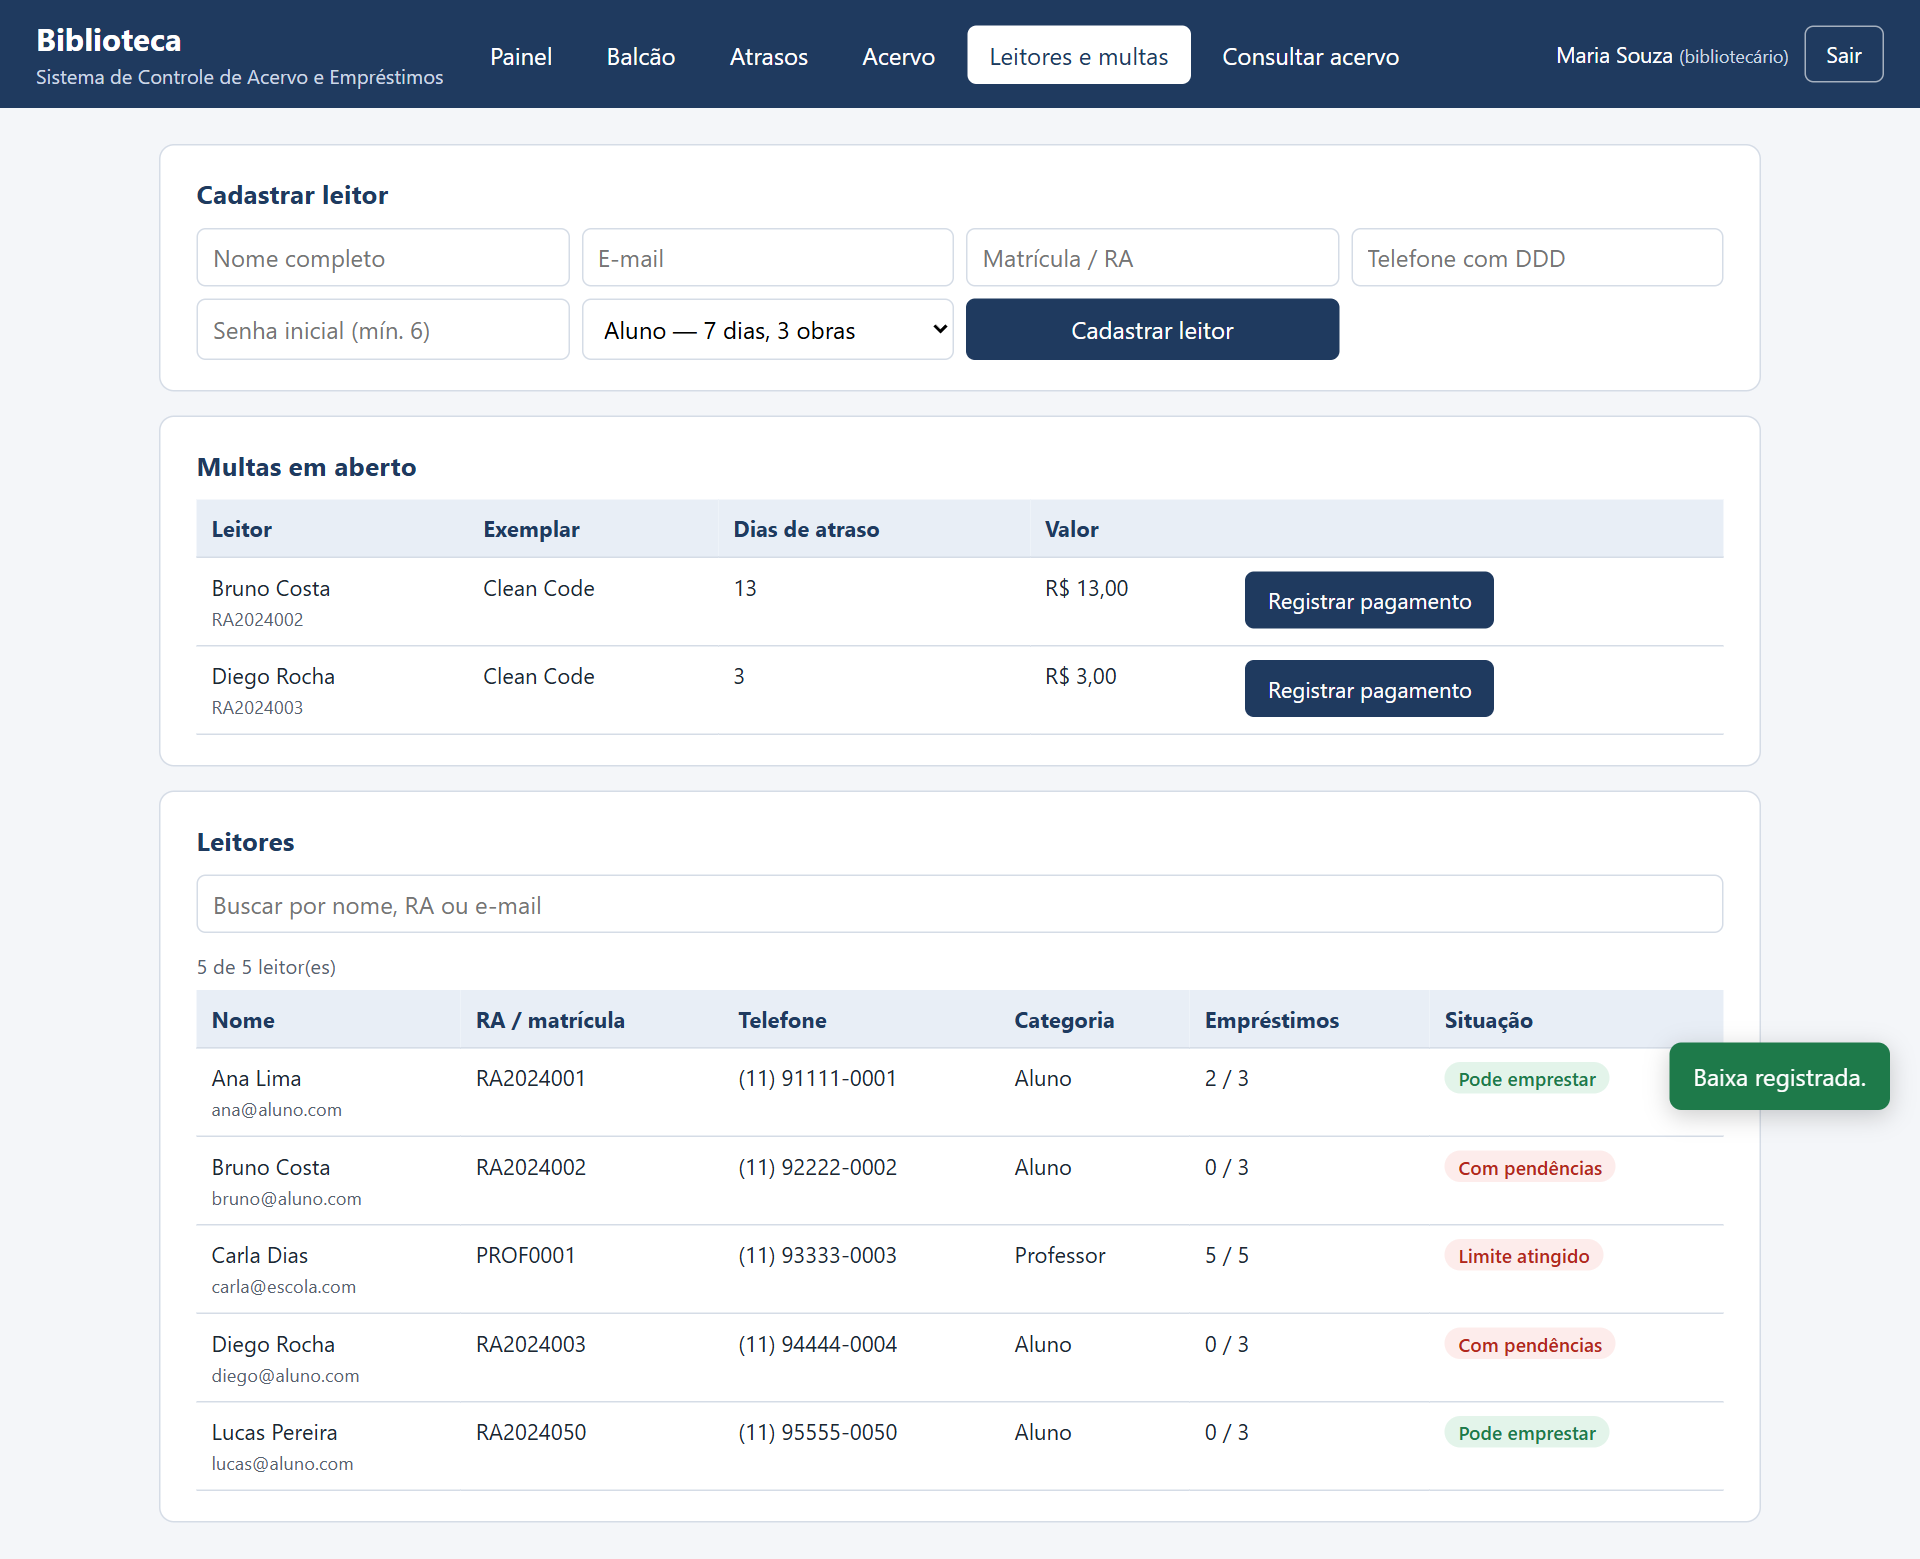 Biblioteca
Sistema de Controle de Acervo e Empréstimos
Painel
Balcão
Atrasos
Acervo
Leitores e multas
Consultar acervo
Maria Souza (bibliotecário)
Sair
Cadastrar leitor
Nome completo
E-mail
Matrícula / RA
Telefone com DDD
Senha inicial (mín. 6)
Aluno — 7 dias, 3 obras
Cadastrar leitor
Multas em aberto
Leitor Exemplar Dias de atraso Valor
Bruno Costa Clean Code 13 R$ 13,00 Registrar pagamento
RA2024002
Diego Rocha Clean Code 3 R$ 3,00 Registrar pagamento
RA2024003
Leitores
Buscar por nome, RA ou e-mail
5 de 5 leitor(es)
Nome RA / matrícula Telefone Categoria Empréstimos Situação
Ana Lima RA2024001 (11) 91111-0001 Aluno 2 / 3 Pode emprestar
ana@aluno.com
Baixa registrada.
Bruno Costa RA2024002 (11) 92222-0002 Aluno 0 / 3 Com pendências
bruno@aluno.com
Carla Dias PROF0001 (11) 93333-0003 Professor 5 / 5 Limite atingido
carla@escola.com
Diego Rocha RA2024003 (11) 94444-0004 Aluno 0 / 3 Com pendências
diego@aluno.com
Lucas Pereira RA2024050 (11) 95555-0050 Aluno 0 / 3 Pode emprestar
lucas@aluno.com